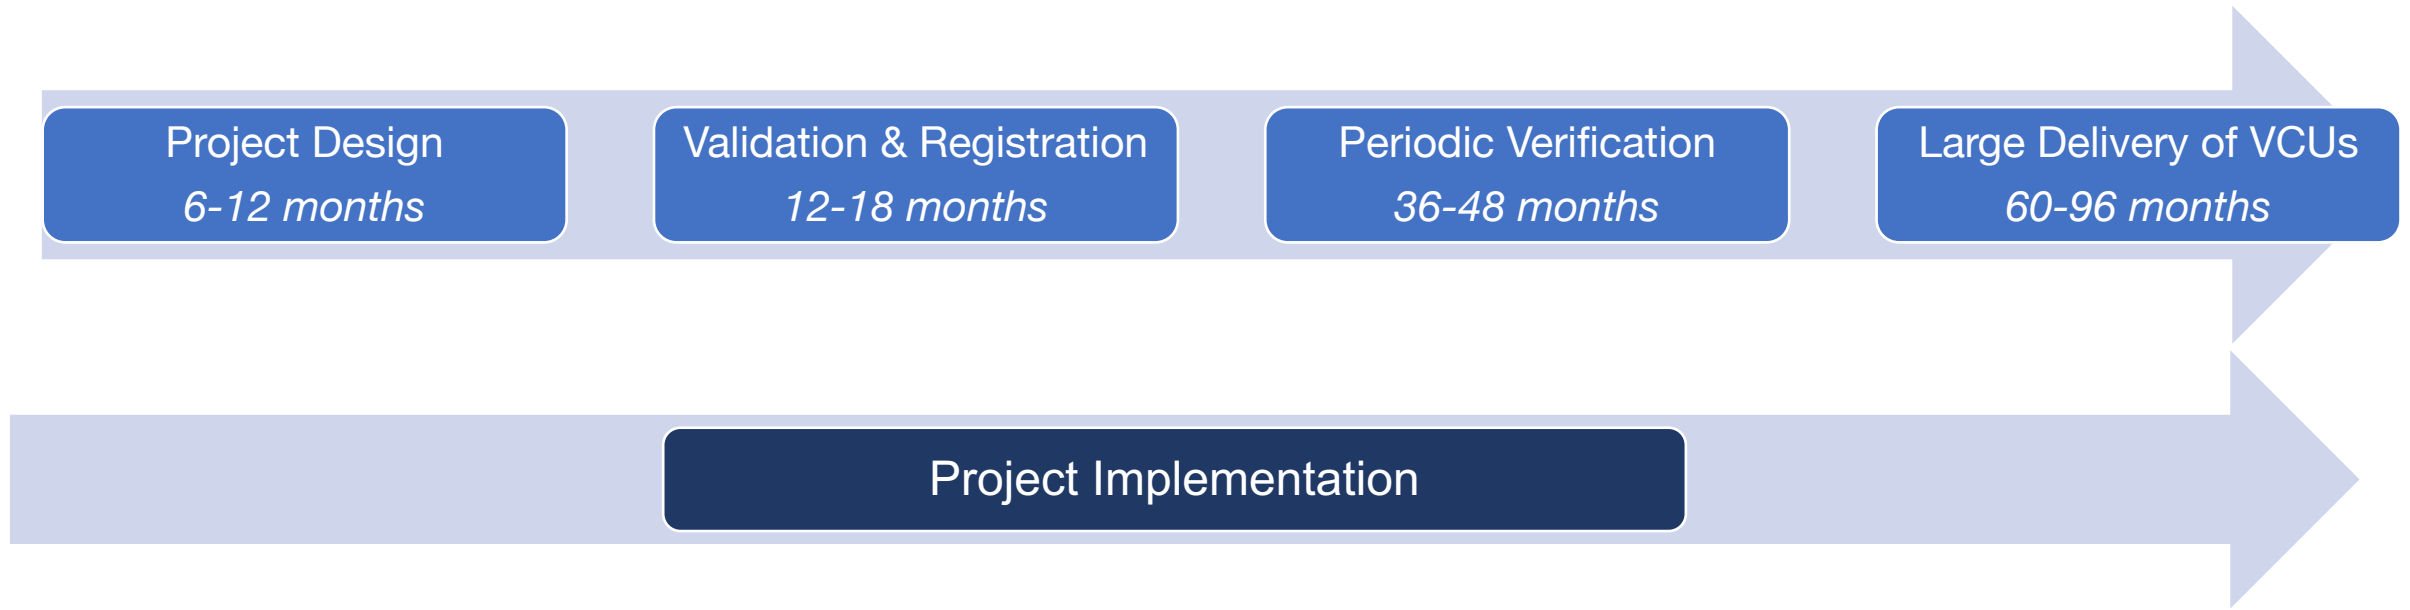 Project Design
6-12 months
Validation & Registration
12-18 months
Periodic Verification
36-48 months
Large Delivery of VCUs
60-96 months
Project Implementation